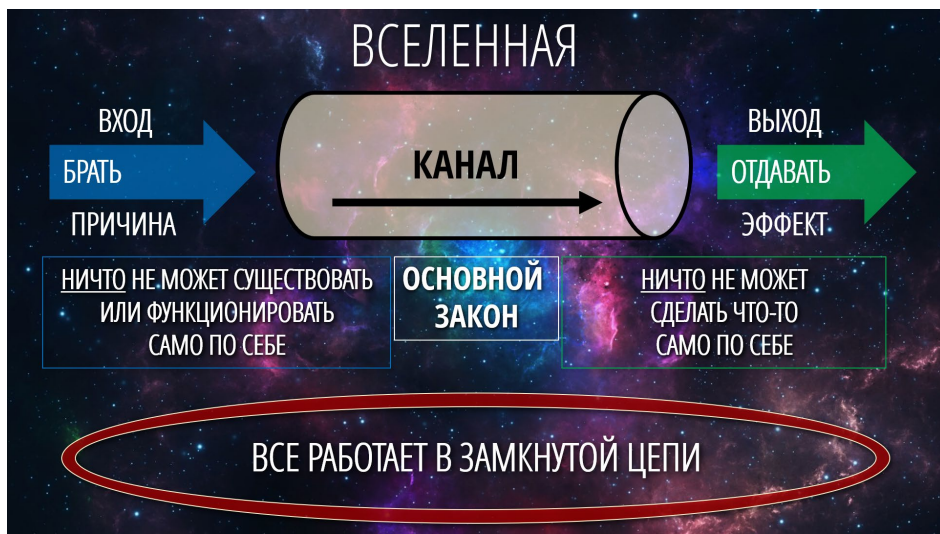 ВСЕЛЕННАЯ
ВХОД
БРАТЬ
ПРИЧИНА
КАНАЛ
ВЫХОД
ОТДАВАТЬ
ЭФФЕКТ
НИЧТО НЕ МОЖЕТ СУЩЕСТВОВАТЬ
ИЛИ ФУНКЦИОНИРОВАТЬ
САМО ПО СЕБЕ
ОСНОВНОЙ
ЗАКОН
НИЧТО НЕ МОЖЕТ
СДЕЛАТЬ ЧТО-ТО
САМО ПО СЕБЕ
ВСЕ РАБОТАЕТ В ЗАМКНУТОЙ ЦЕПИ